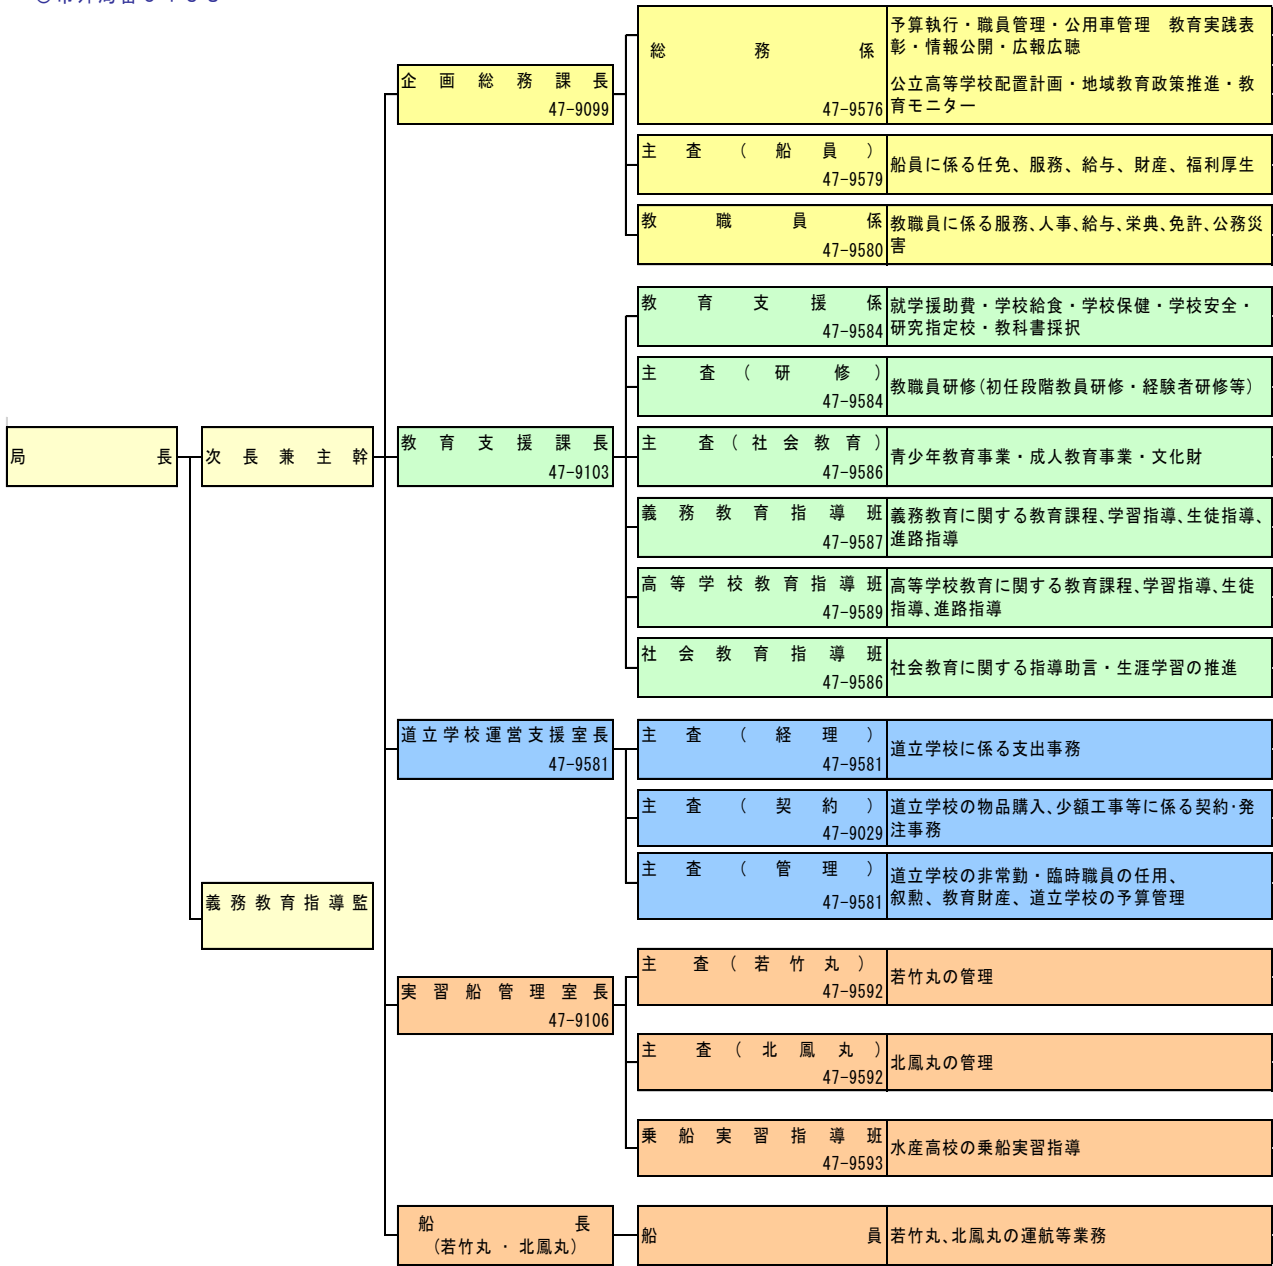 企画総務課長
47-9099
総務係
47-9576
予算執行・職員管理・公用車管理　教育実践表
彰・情報公開・広報広聴
公立高等学校配置計画・地域教育政策推進・教
育モニター
主査（船員）
47-9579
船員に係る任免、服務、給与、財産、福利厚生
教職員係
47-9580
教職員に係る服務、人事、給与、栄典、免許、公務災
害
局長
次長兼主幹
教育支援課長
47-9103
教育支援係
47-9584
就学援助費・学校給食・学校保健・学校安全・
研究指定校・教科書採択
主査（研修）
47-9584
教職員研修(初任段階教員研修・経験者研修等)
主査（社会教育）
47-9586
青少年教育事業・成人教育事業・文化財
義務教育指導班
47-9587
義務教育に関する教育課程、学習指導、生徒指導、
進路指導
高等学校教育指導班
47-9589
高等学校教育に関する教育課程、学習指導、生徒
指導、進路指導
社会教育指導班
47-9586
社会教育に関する指導助言・生涯学習の推進
道立学校運営支援室長
47-9581
主査（経理）
47-9581
道立学校に係る支出事務
主査（契約）
47-9029
道立学校の物品購入、少額工事等に係る契約・発
注事務
主査（管理）
47-9581
道立学校の非常勤・臨時職員の任用、
叙勲、教育財産、道立学校の予算管理
義務教育指導監
実習船管理室長
47-9106
主査（若竹丸）
47-9592
若竹丸の管理
主査（北鳳丸）
47-9592
北鳳丸の管理
乗船実習指導班
47-9593
水産高校の乗船実習指導
船長
(若竹丸・北鳳丸)
船員
若竹丸、北鳳丸の運航等業務